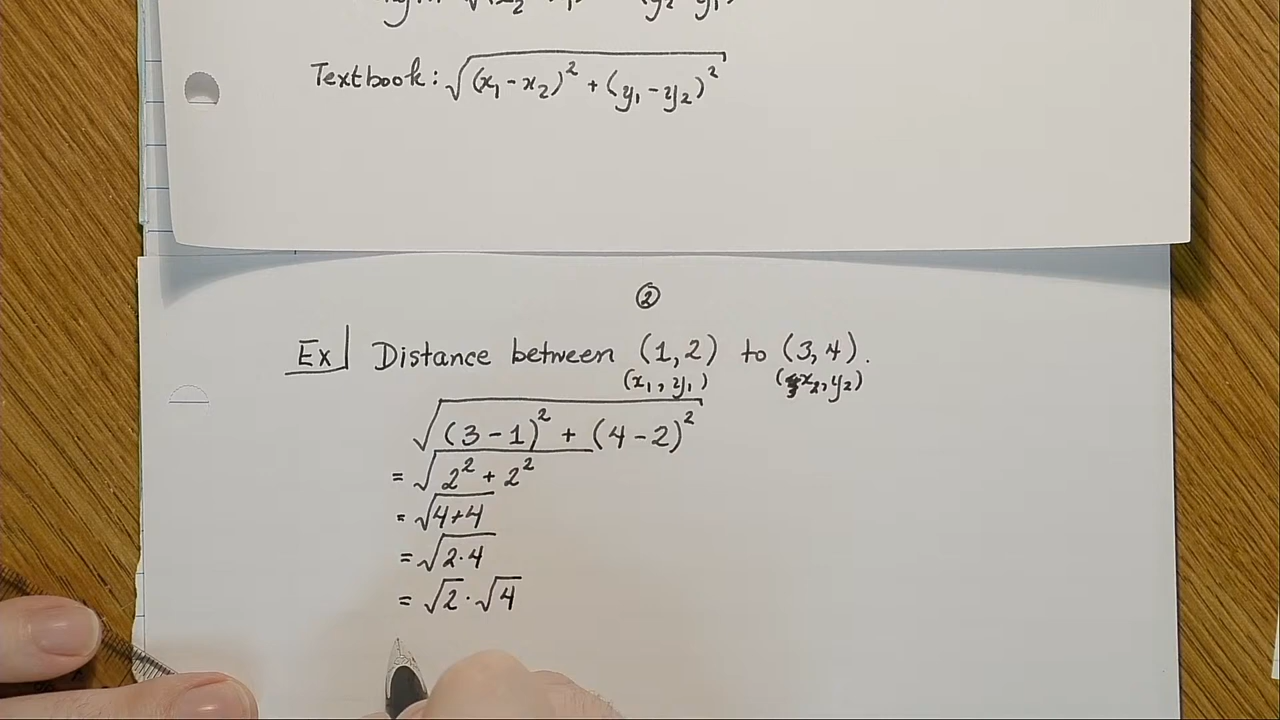 Textbook: √((x₁ - x₂)² + (y₁ - y₂)²)
②
Ex Distance between (1, 2) to (3, 4).
(x₁, y₁) (x₂, y₂)
√((3 - 1)² + (4 - 2)²)
= √(2² + 2²)
= √(4+4)
= √(2·4)
= √2 · √4